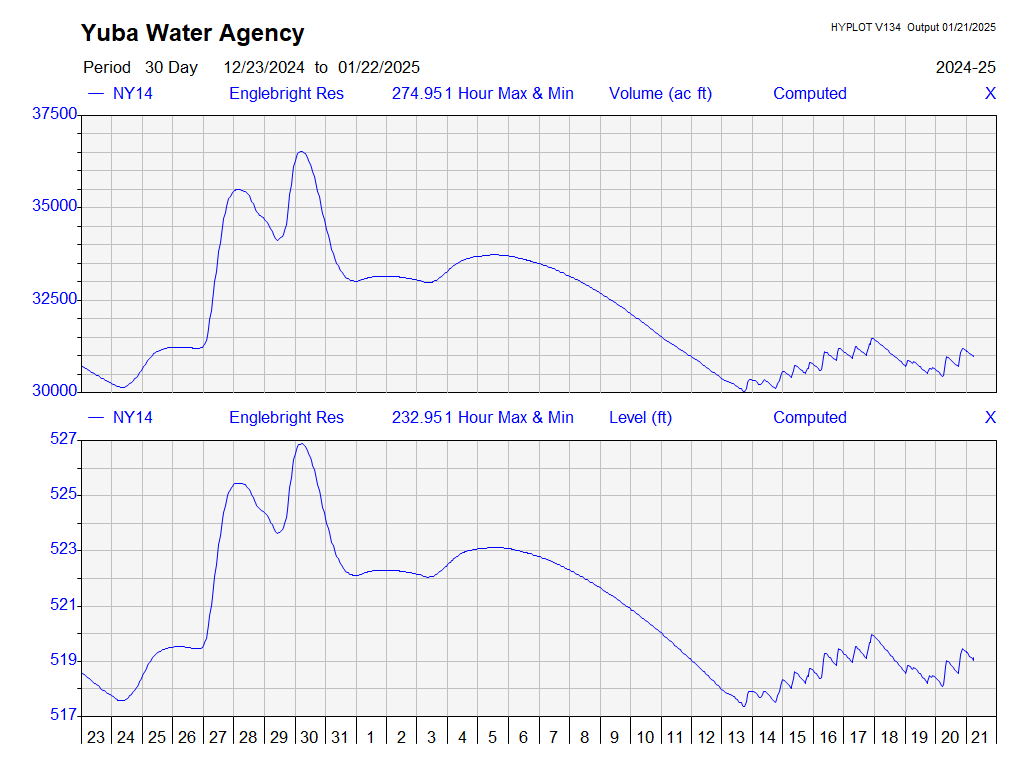 Yuba Water Agency
HYPLOT V134 Output 01/21/2025
Period 30 Day 12/23/2024 to 01/22/2025
2024-25
NY14 Englebright Res 274.951 Hour Max & Min Volume (ac ft) Computed X
37500
35000
32500
30000
NY14 Englebright Res 232.951 Hour Max & Min Level (ft) Computed X
527
525
523
521
519
517
23 24 25 26 27 28 29 30 31 1 2 3 4 5 6 7 8 9 10 11 12 13 14 15 16 17 18 19 20 21